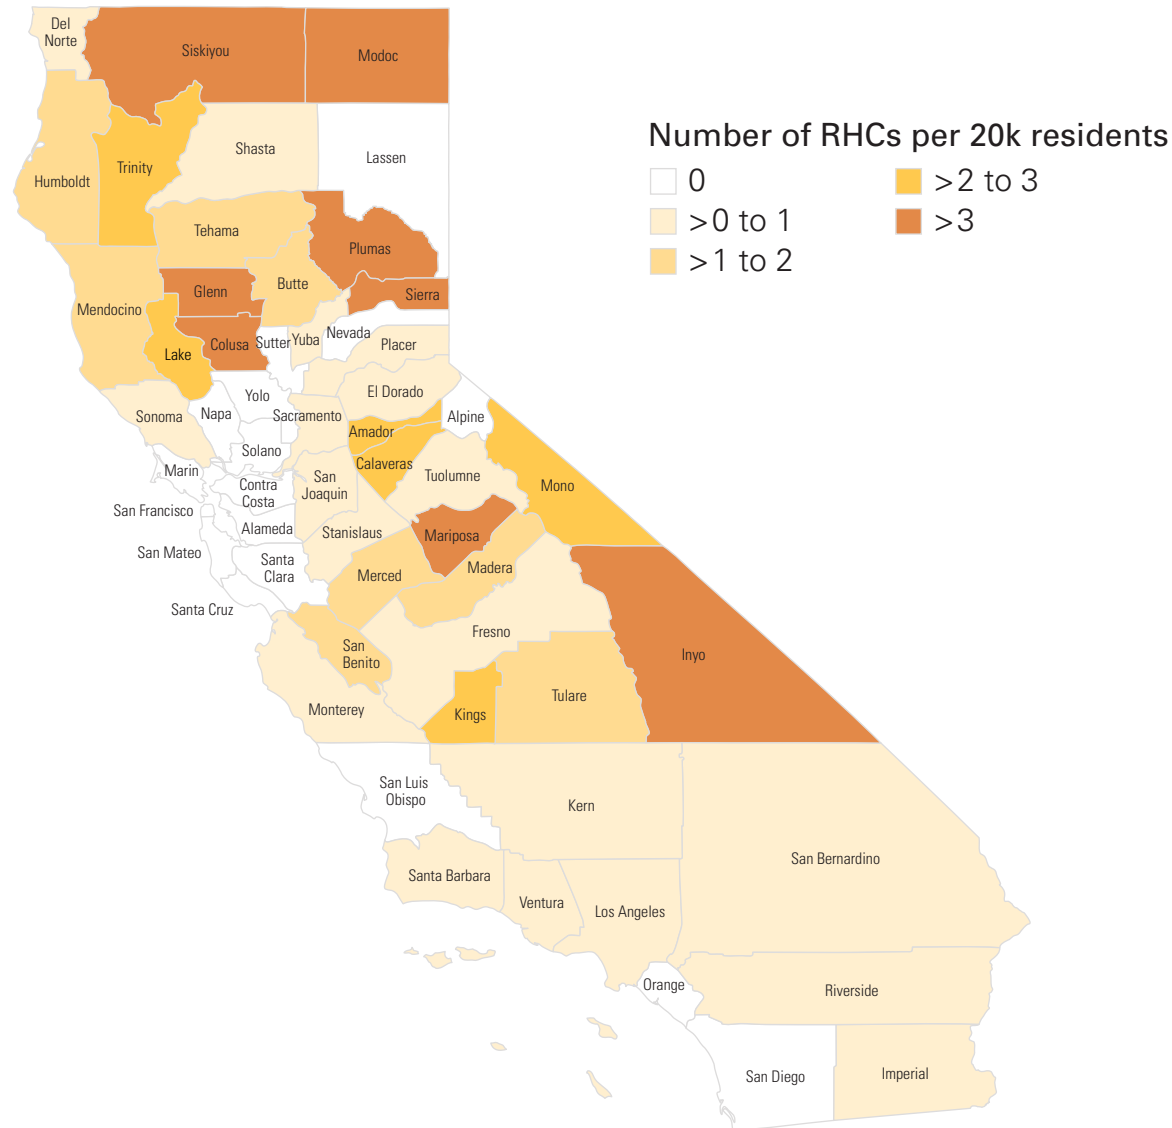 Del
Norte
Siskiyou
Modoc
Number of RHCs per 20k residents
0
>2 to 3
>0 to 1
>3
>1 to 2
Shasta
Lassen
Trinity
Humboldt
Tehama
Plumas
Butte
Glenn
Sierra
Mendocino
Nevada
Sutter
Yuba
Placer
Colusa
Lake
El Dorado
Yolo
Napa
Sonoma
Sacramento
Alpine
Amador
Solano
Calaveras
Marin
Tuolumne
San
Joaquin
Contra
Costa
Mono
San Francisco
Alameda
Stanislaus
Mariposa
San Mateo
Santa
Clara
Madera
Merced
Santa Cruz
Fresno
San
Benito
Inyo
Tulare
Monterey
Kings
San Luis
Obispo
Kern
San Bernardino
Santa Barbara
Ventura
Los Angeles
Orange
Riverside
San Diego
Imperial